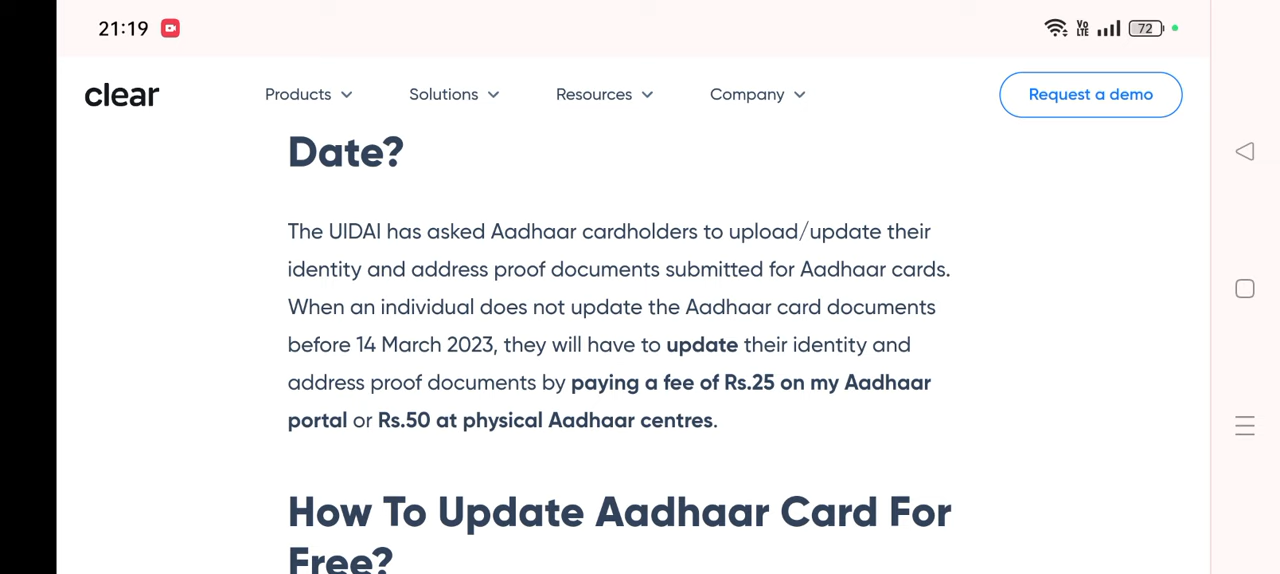 21:19
Vo LTE 72
clear Products Solutions Resources Company Request a demo
Date?
The UIDAI has asked Aadhaar cardholders to upload/update their
identity and address proof documents submitted for Aadhaar cards.
When an individual does not update the Aadhaar card documents
before 14 March 2023, they will have to update their identity and
address proof documents by paying a fee of Rs.25 on my Aadhaar
portal or Rs.50 at physical Aadhaar centres.
How To Update Aadhaar Card For
Free?